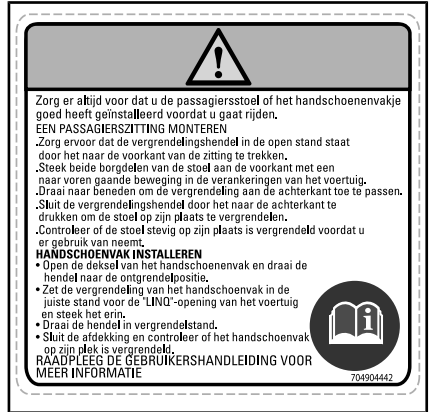 Zorg er altijd voor dat u de passagiersstoel of het handschoenenvakje
goed heeft geïnstalleerd voordat u gaat rijden.
EEN PASSAGIERSZITTING MONTEREN
.Zorg ervoor dat de vergrendelingshendel in de open stand staat
door het naar de voorkant van de zitting te trekken.
.Steek beide borgdelen van de stoel aan de voorkant met een
naar voren gaande beweging in de verankeringen van het voertuig.
.Draai naar beneden om de vergrendeling aan de achterkant toe te passen.
.Sluit de vergrendelingshendel door het naar de achterkant te
drukken om de stoel op zijn plaats te vergrendelen.
.Controleer of de stoel stevig op zijn plaats is vergrendeld voordat u
er gebruik van neemt.
HANDSCHOENVAK INSTALLEREN
• Open de deksel van het handschoenenvak en draai de
hendel naar de ontgrendelpositie.
• Zet de vergrendeling van het handschoenvak in de
juiste stand voor de "LINQ"-opening van het voertuig
en steek het erin.
• Draai de hendel in vergrendelstand.
• Sluit de afdekking en controleer of het handschoenvak
op zijn plek is vergrendeld.
RAADPLEEG DE GEBRUIKERSHANDLEIDING VOOR
MEER INFORMATIE
704904442